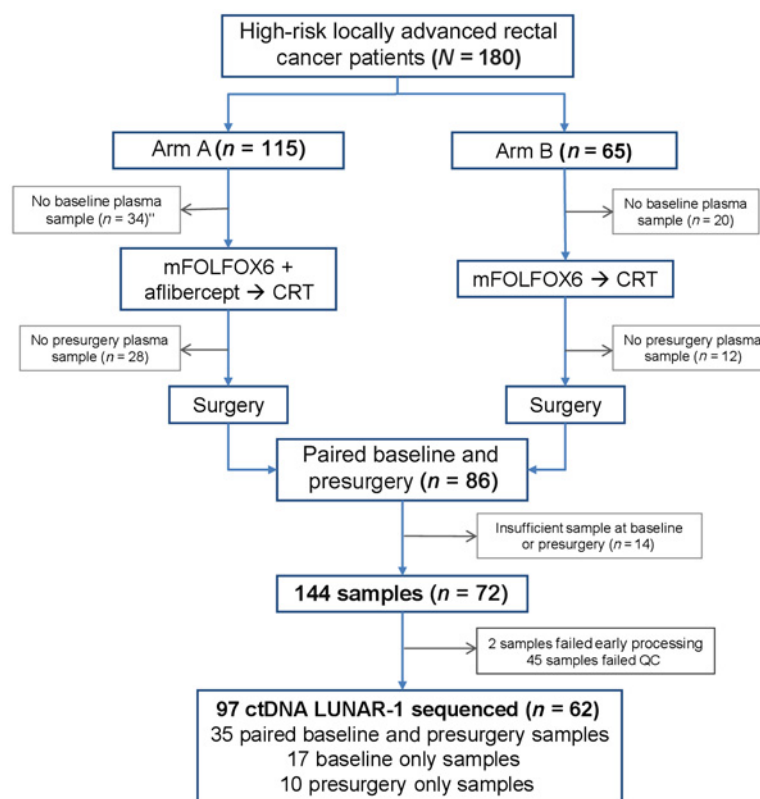 High-risk locally advanced rectal
cancer patients (N = 180)
Arm A (n = 115)
Arm B (n = 65)
No baseline plasma
sample (n = 34)"
No baseline plasma
sample (n = 20)
mFOLFOX6 +
aflibercept → CRT
mFOLFOX6 → CRT
No presurgery plasma
sample (n = 28)
No presurgery plasma
sample (n = 12)
Surgery
Surgery
Paired baseline and
presurgery (n = 86)
Insufficient sample at baseline
or presurgery (n = 14)
144 samples (n = 72)
2 samples failed early processing
45 samples failed QC
97 ctDNA LUNAR-1 sequenced (n = 62)
35 paired baseline and presurgery samples
17 baseline only samples
10 presurgery only samples